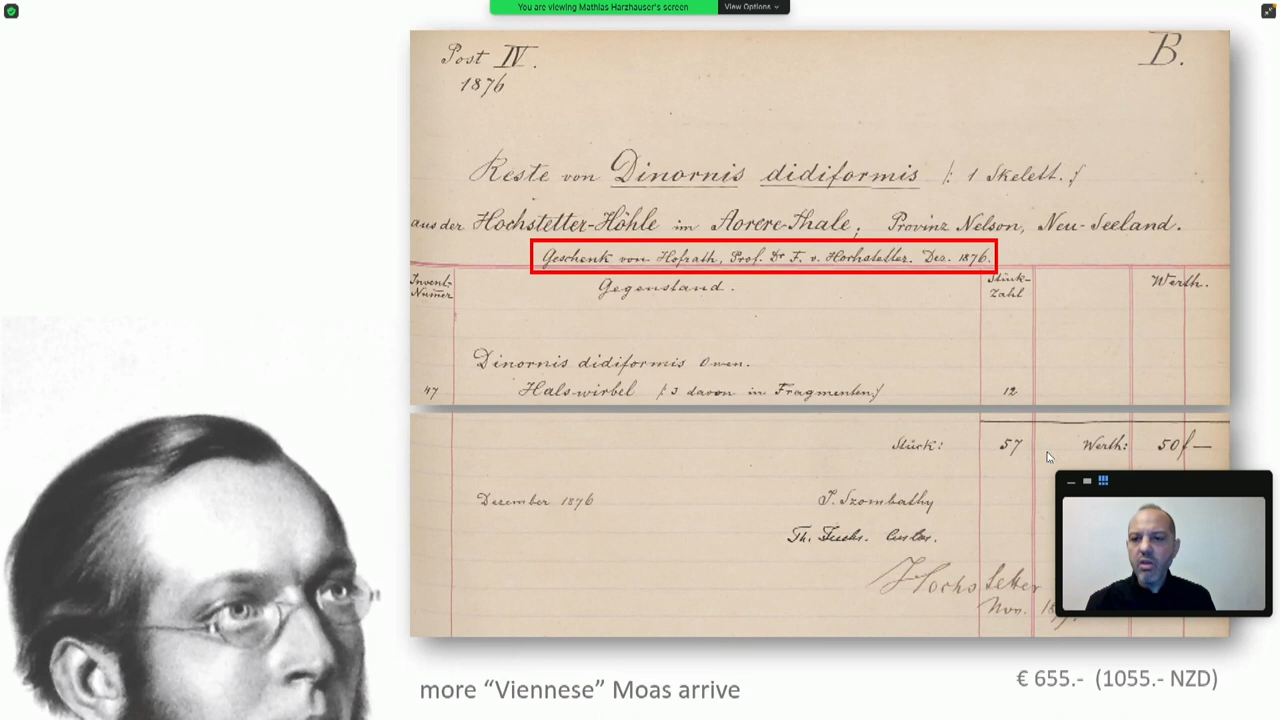 You are viewing Mathias Harzhauser's screen
View Options
Post IV.
1876
B.
Reste von Dinornis didiformis /: 1 Skelett. :/
aus der Hochstetter-Höhle im Aorere-Thale, Provinz Nelson, Neu-Seeland.
Geschenk von Hofrath, Prof. Dr F. v. Hochstetter. Dez. 1876.
Invent-
Numer
Gegenstand.
Stück-
Zahl
Werth.
Dinornis didiformis Owen.
47 Halswirbel /: 3 davon in Fragmenten :/ 12
Stück: 57 Werth: 50 f —
Dezember 1876 J. Szombathy
Th. Fuchs. Custos.
Hochstetter
Nov.
more “Viennese” Moas arrive
€ 655.- (1055.- NZD)